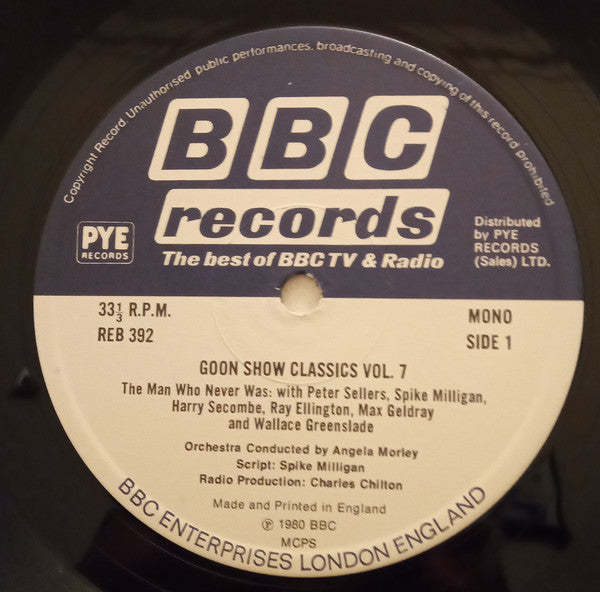 Copyright Record. Unauthorised public performances, broadcasting and copying of this record prohibited
BBC
records
The best of BBC TV & Radio
PYE
RECORDS
Distributed
by PYE
RECORDS
(Sales) LTD.
33⅓ R.P.M.
REB 392
MONO
SIDE 1
GOON SHOW CLASSICS VOL. 7
The Man Who Never Was: with Peter Sellers, Spike Milligan,
Harry Secombe, Ray Ellington, Max Geldray
and Wallace Greenslade
Orchestra Conducted by Angela Morley
Script: Spike Milligan
Radio Production: Charles Chilton
Made and Printed in England
℗ 1980 BBC
MCPS
BBC ENTERPRISES LONDON ENGLAND